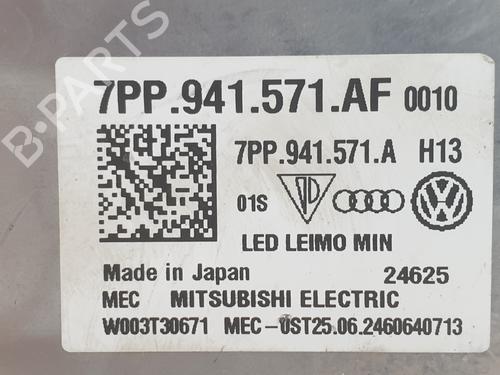 B-PARTS
7PP.941.571.AF 0010
7PP.941.571.A H13
01S
LED LEIMO MIN
Made in Japan 24625
MEC MITSUBISHI ELECTRIC
W003T30671 MEC-UST25.06.2460640713